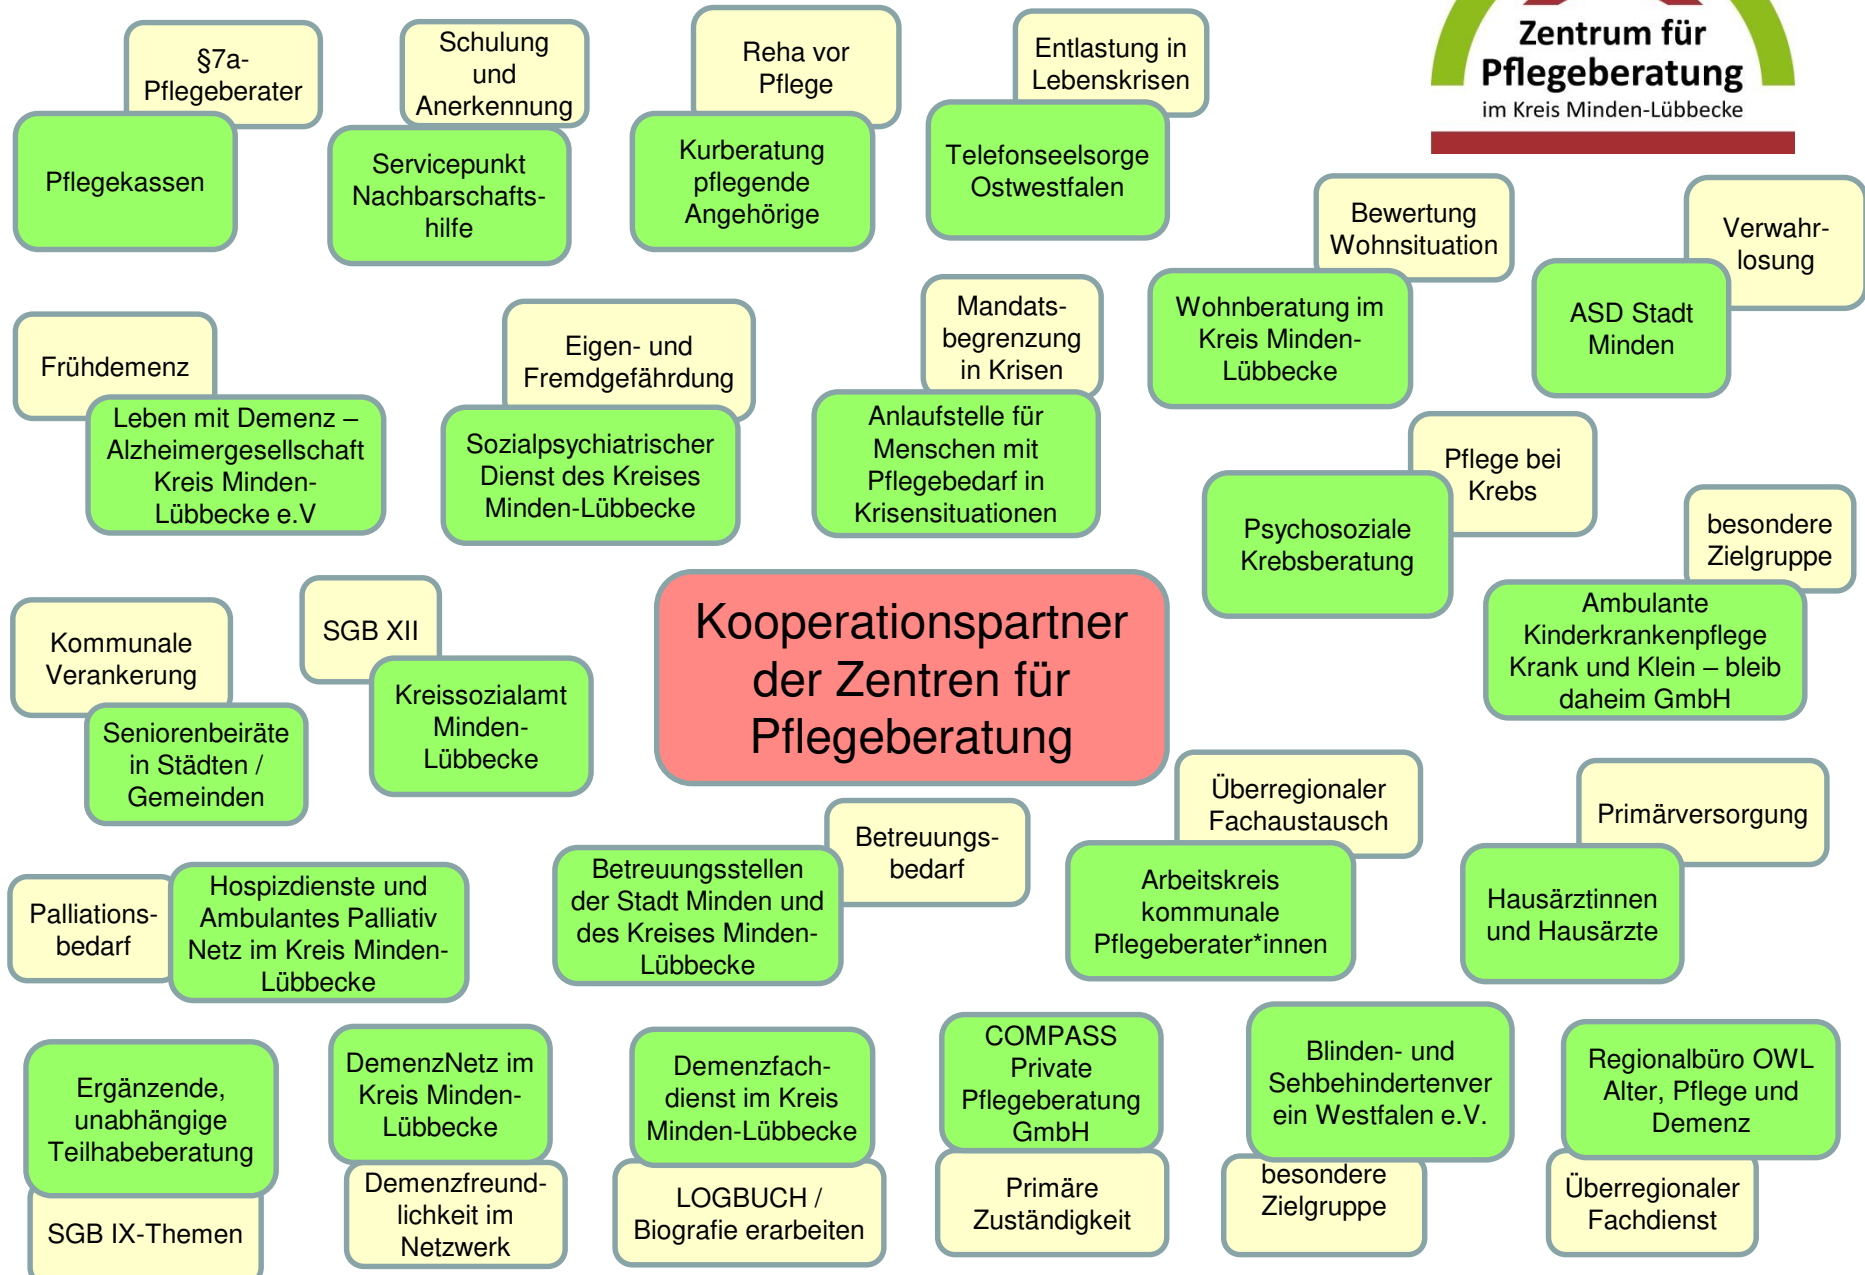 §7a-
Pflegeberater
Pflegekassen
Schulung
und
Anerkennung
Servicepunkt
Nachbarschafts-
hilfe
Reha vor
Pflege
Kurberatung
pflegende
Angehörige
Entlastung in
Lebenskrisen
Telefonseelsorge
Ostwestfalen
Zentrum für
Pflegeberatung
im Kreis Minden-Lübbecke
Bewertung
Wohnsituation
Wohnberatung im
Kreis Minden-
Lübbecke
Verwahr-
losung
ASD Stadt
Minden
Frühdemenz
Leben mit Demenz –
Alzheimergesellschaft
Kreis Minden-
Lübbecke e.V
Eigen- und
Fremdgefährdung
Sozialpsychiatrischer
Dienst des Kreises
Minden-Lübbecke
Mandats-
begrenzung
in Krisen
Anlaufstelle für
Menschen mit
Pflegebedarf in
Krisensituationen
Pflege bei
Krebs
Psychosoziale
Krebsberatung
besondere
Zielgruppe
Ambulante
Kinderkrankenpflege
Krank und Klein – bleib
daheim GmbH
Kommunale
Verankerung
Seniorenbeiräte
in Städten /
Gemeinden
SGB XII
Kreissozialamt
Minden-
Lübbecke
Kooperationspartner
der Zentren für
Pflegeberatung
Palliations-
bedarf
Hospizdienste und
Ambulantes Palliativ
Netz im Kreis Minden-
Lübbecke
Betreuungs-
bedarf
Betreuungsstellen
der Stadt Minden und
des Kreises Minden-
Lübbecke
Überregionaler
Fachaustausch
Arbeitskreis
kommunale
Pflegeberater*innen
Primärversorgung
Hausärztinnen
und Hausärzte
Ergänzende,
unabhängige
Teilhabeberatung
SGB IX-Themen
DemenzNetz im
Kreis Minden-
Lübbecke
Demenzfreund-
lichkeit im
Netzwerk
Demenzfach-
dienst im Kreis
Minden-Lübbecke
LOGBUCH /
Biografie erarbeiten
COMPASS
Private
Pflegeberatung
GmbH
Primäre
Zuständigkeit
Blinden- und
Sehbehindertenver
ein Westfalen e.V.
besondere
Zielgruppe
Regionalbüro OWL
Alter, Pflege und
Demenz
Überregionaler
Fachdienst